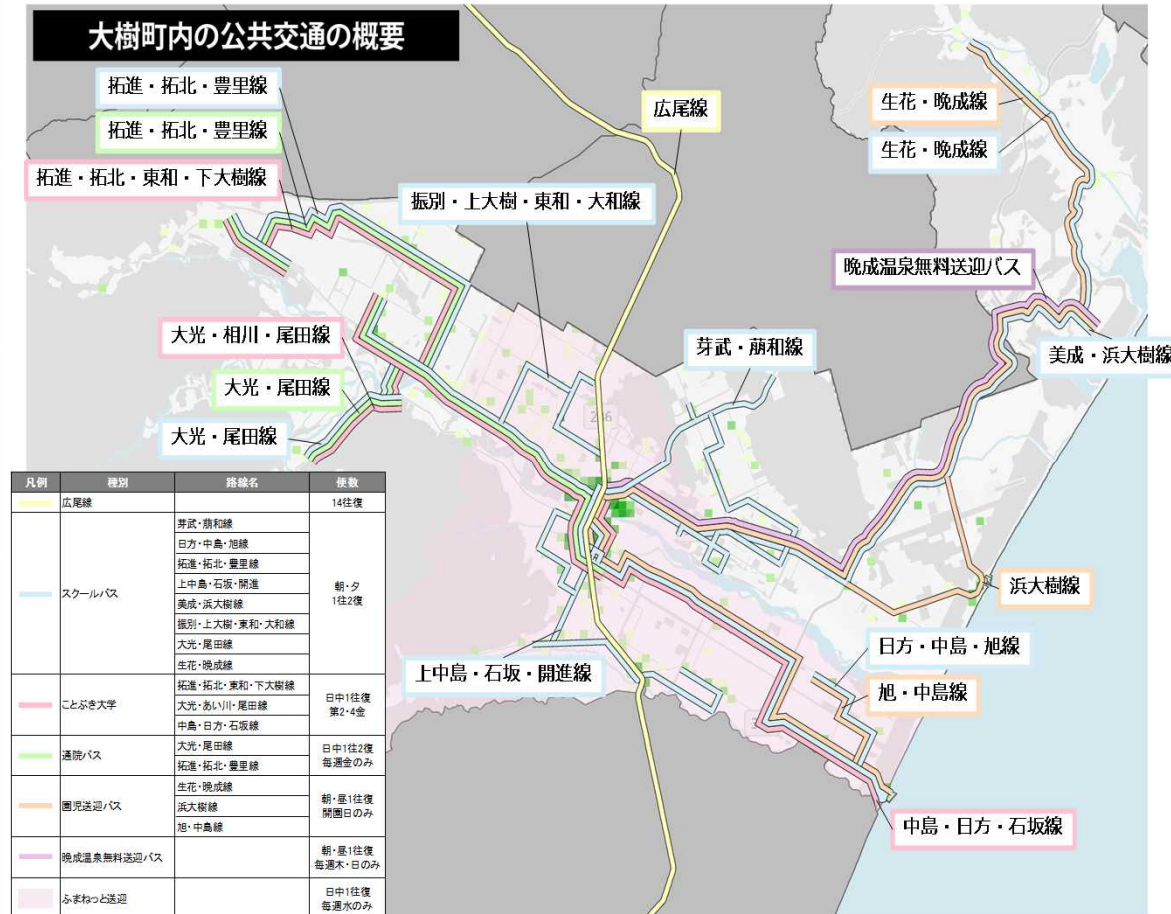 大樹町内の公共交通の概要
拓進・拓北・豊里線
拓進・拓北・豊里線
拓進・拓北・東和・下大樹線
振別・上大樹・東和・大和線
広尾線
生花・晩成線
生花・晩成線
晩成温泉無料送迎バス
芽武・萠和線
美成・浜大樹線
大光・相川・尾田線
大光・尾田線
大光・尾田線
浜大樹線
上中島・石坂・開進線
日方・中島・旭線
旭・中島線
中島・日方・石坂線
凡例 種別 路線名 便数
広尾線 14往復
スクールバス
芽武・萠和線
日方・中島・旭線
拓進・拓北・豊里線
上中島・石坂・開進
美成・浜大樹線
振別・上大樹・東和・大和線
大光・尾田線
生花・晩成線
朝・夕
1往2復
ことぶき大学
拓進・拓北・東和・下大樹線
大光・あい川・尾田線
中島・日方・石坂線
日中1往復
第2・4金
通院バス
大光・尾田線
拓進・拓北・豊里線
日中1往2復
毎週金のみ
園児送迎バス
生花・晩成線
浜大樹線
旭・中島線
朝・昼1往復
開園日のみ
晩成温泉無料送迎バス
朝・昼1往復
毎週木・日のみ
ふまねっと送迎
日中1往復
毎週水のみ